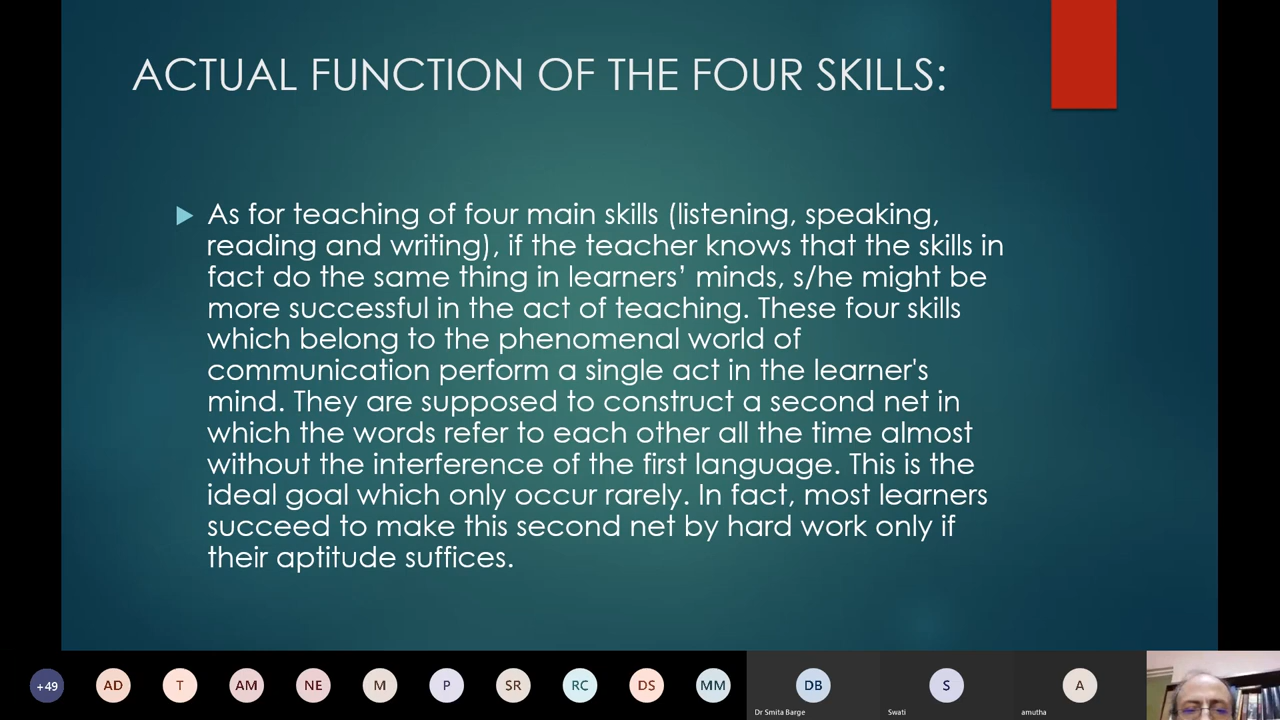 ACTUAL FUNCTION OF THE FOUR SKILLS:
As for teaching of four main skills (listening, speaking,
reading and writing), if the teacher knows that the skills in
fact do the same thing in learners’ minds, s/he might be
more successful in the act of teaching. These four skills
which belong to the phenomenal world of
communication perform a single act in the learner's
mind. They are supposed to construct a second net in
which the words refer to each other all the time almost
without the interference of the first language. This is the
ideal goal which only occur rarely. In fact, most learners
succeed to make this second net by hard work only if
their aptitude suffices.
+49 AD T AM NE M P SR RC DS MM DB S A
Dr Smita Barge Swati amutha